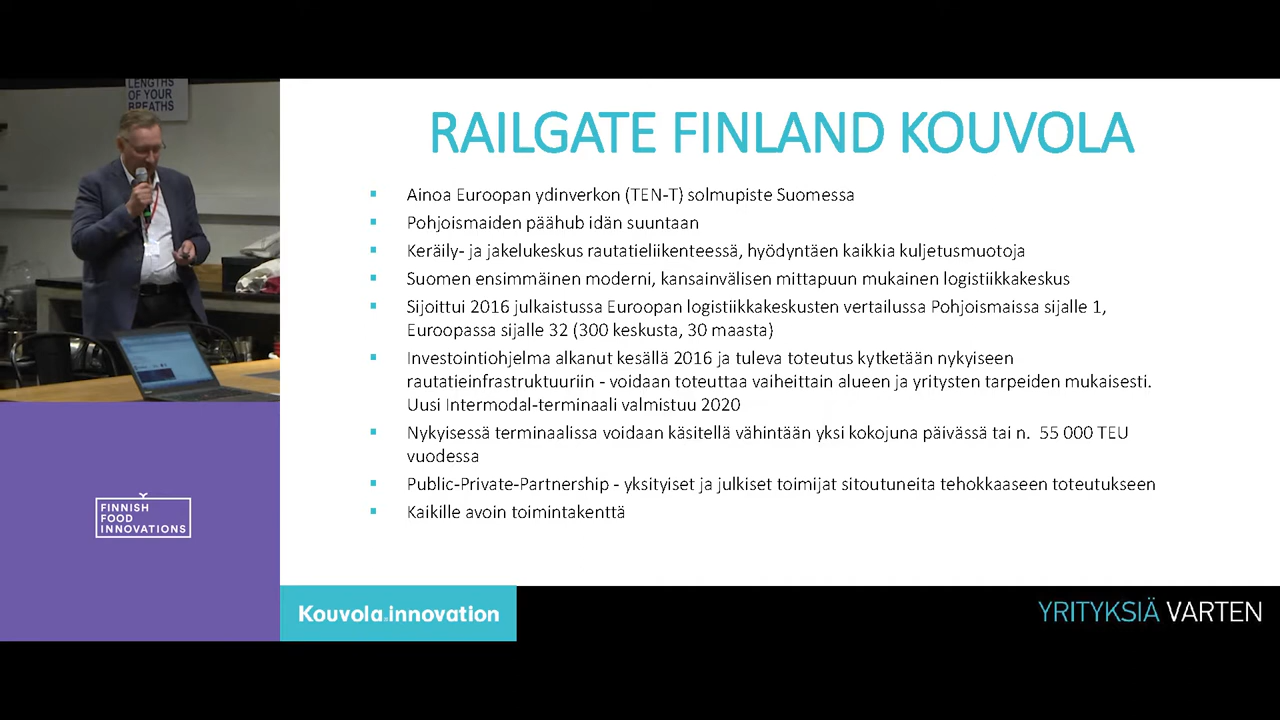 LENGTHS
OF YOUR
BREATHS
RAILGATE FINLAND KOUVOLA
▪ Ainoa Euroopan ydinverkon (TEN-T) solmupiste Suomessa
▪ Pohjoismaiden päähub idän suuntaan
▪ Keräily- ja jakelukeskus rautatieliikenteessä, hyödyntäen kaikkia kuljetusmuotoja
▪ Suomen ensimmäinen moderni, kansainvälisen mittapuun mukainen logistiikkakeskus
▪ Sijoittui 2016 julkaistussa Euroopan logistiikkakeskusten vertailussa Pohjoismaissa sijalle 1,
Euroopassa sijalle 32 (300 keskusta, 30 maasta)
▪ Investointiohjelma alkanut kesällä 2016 ja tuleva toteutus kytketään nykyiseen
rautatieinfrastruktuuriin - voidaan toteuttaa vaiheittain alueen ja yritysten tarpeiden mukaisesti.
Uusi Intermodal-terminaali valmistuu 2020
▪ Nykyisessä terminaalissa voidaan käsitellä vähintään yksi kokojuna päivässä tai n. 55 000 TEU
vuodessa
▪ Public-Private-Partnership - yksityiset ja julkiset toimijat sitoutuneita tehokkaaseen toteutukseen
▪ Kaikille avoin toimintakenttä
FINNISH
FOOD
INNOVATIONS
Kouvola.innovation
YRITYKSIÄ VARTEN